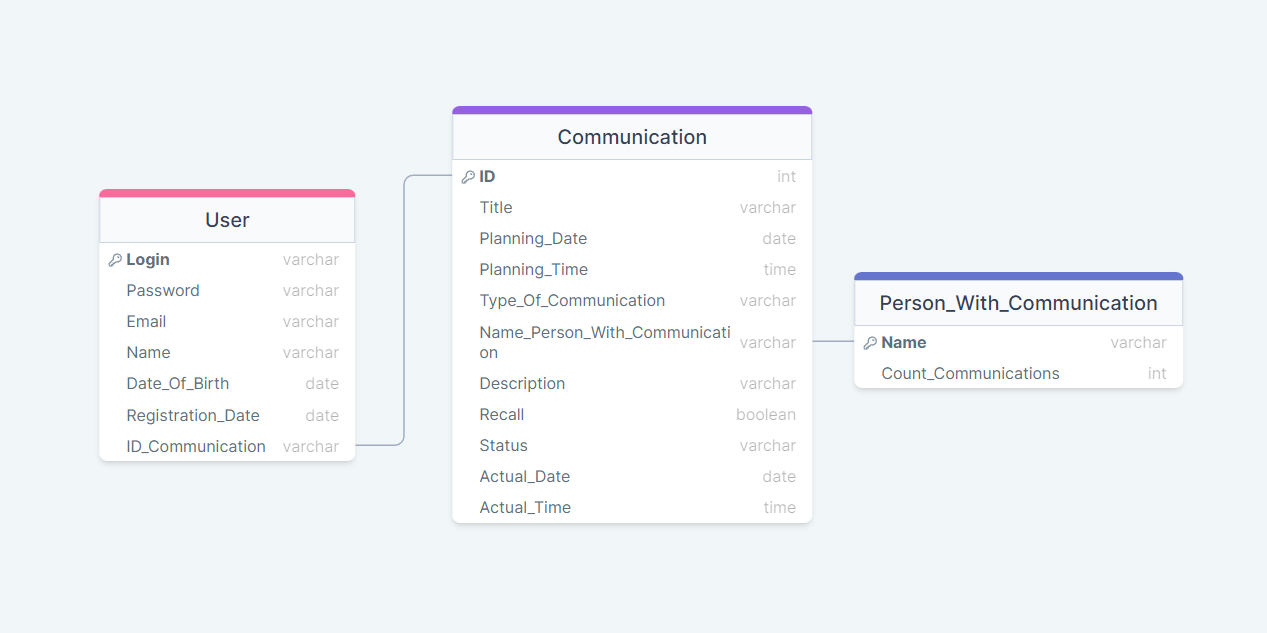 User
Login varchar
Password varchar
Email varchar
Name varchar
Date_Of_Birth date
Registration_Date date
ID_Communication varchar
Communication
ID int
Title varchar
Planning_Date date
Planning_Time time
Type_Of_Communication varchar
Name_Person_With_Communicati
on varchar
Description varchar
Recall boolean
Status varchar
Actual_Date date
Actual_Time time
Person_With_Communication
Name varchar
Count_Communications int